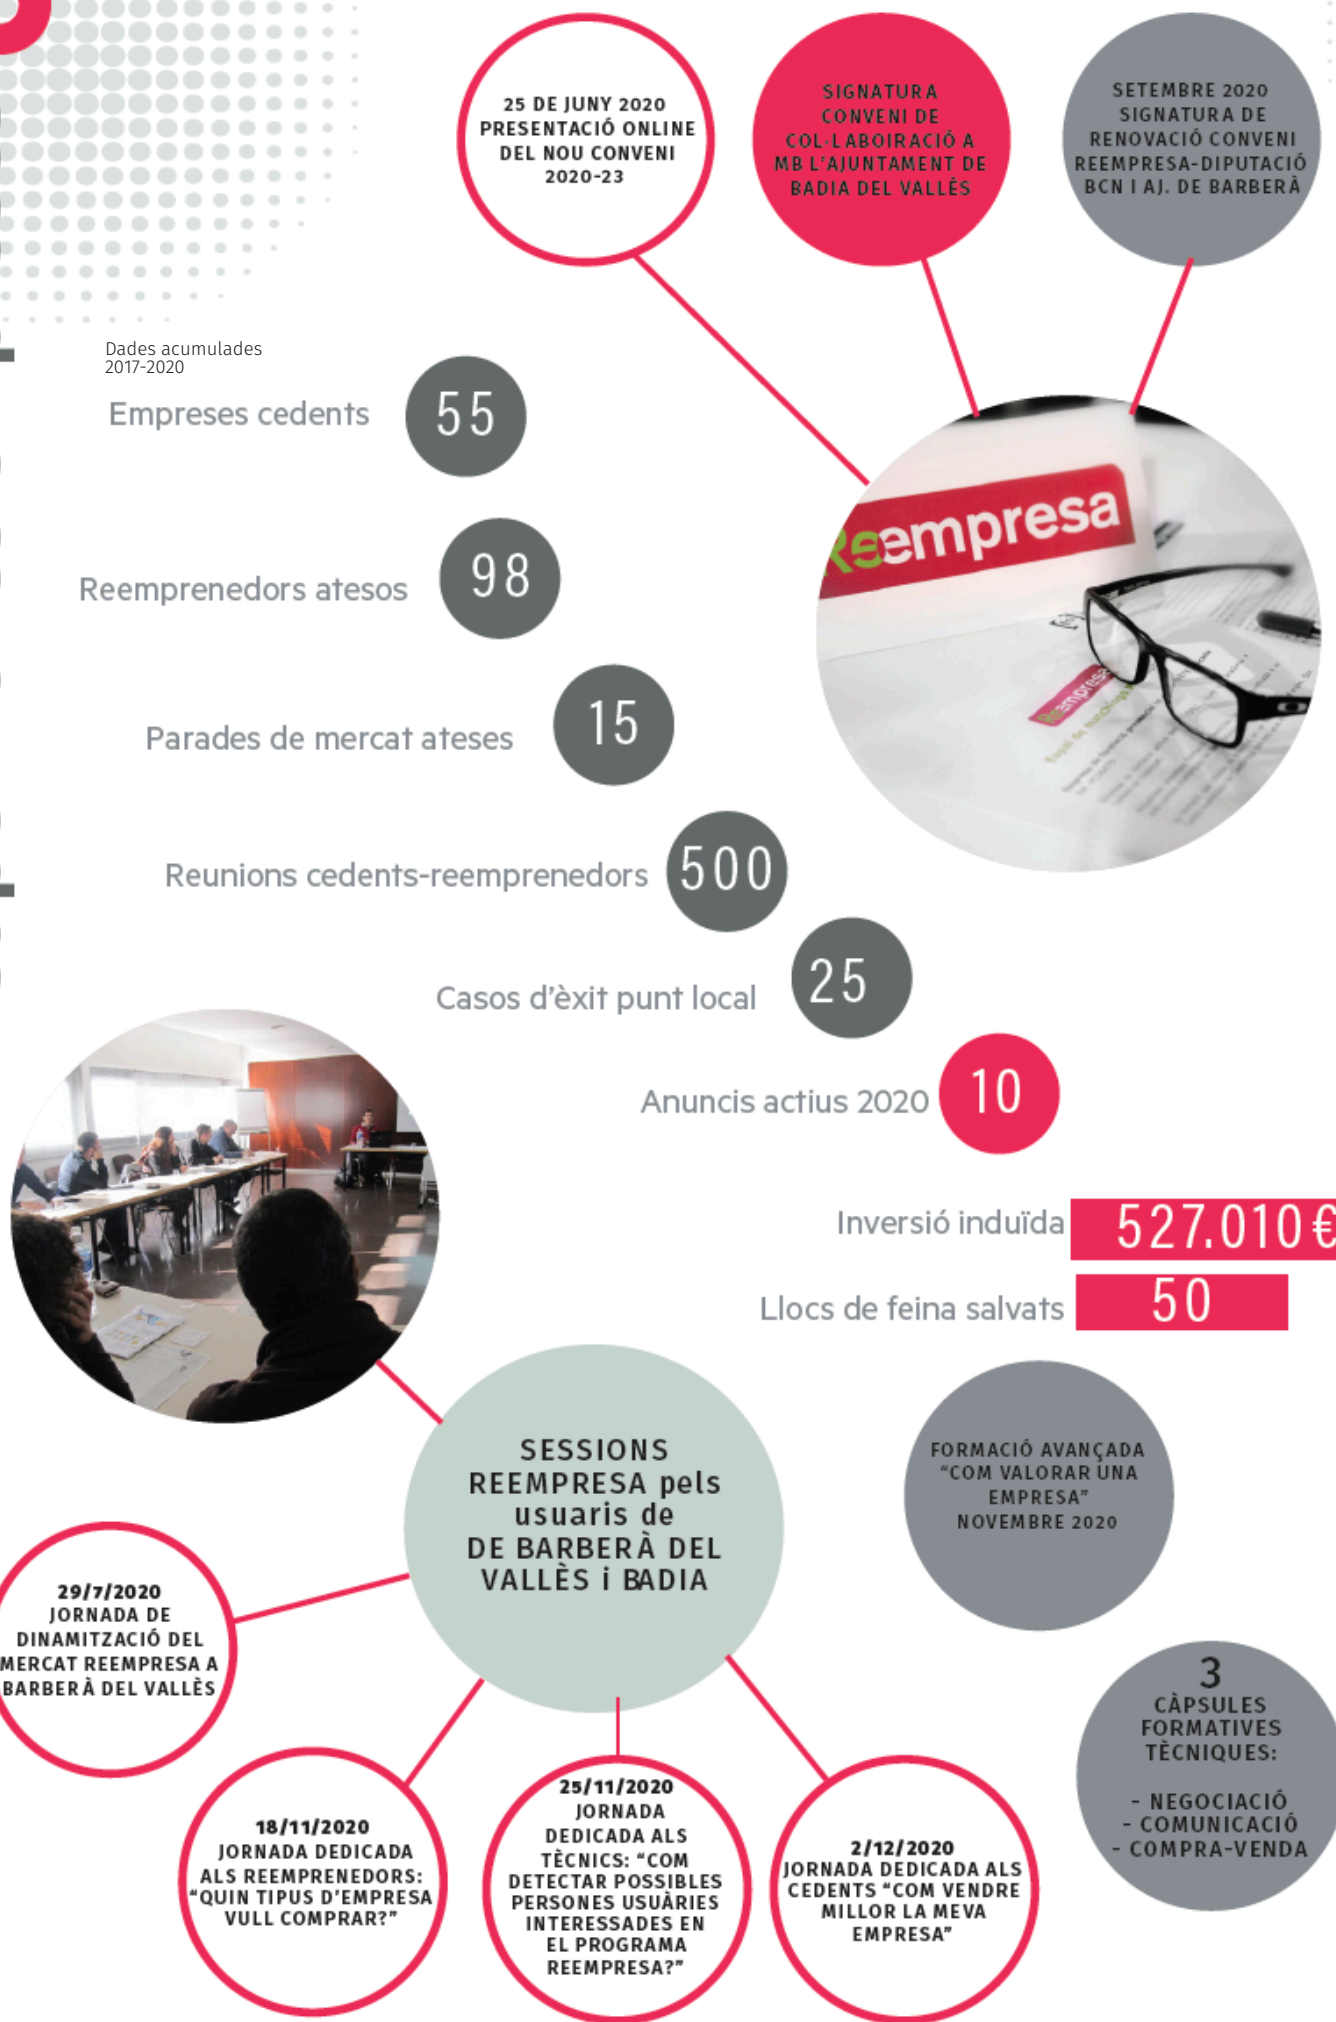 25 DE JUNY 2020
PRESENTACIÓ ONLINE
DEL NOU CONVENI
2020-23
SIGNATURA
CONVENI DE
COL·LABOIRACIÓ A
MB L'AJUNTAMENT DE
BADIA DEL VALLÉS
SETEMBRE 2020
SIGNATURA DE
RENOVACIÓ CONVENI
REEMPRESA-DIPUTACIÓ
BCN I AJ. DE BARBERÀ
Dades acumulades
2017-2020
Empreses cedents
55
Reempresa
Reemprenedors atesos
98
Reempresa
Parades de mercat ateses
15
Reunions cedents-reemprenedors
500
Casos d'èxit punt local
25
Anuncis actius 2020
10
Inversió induïda
527.010 €
Llocs de feina salvats
50
SESSIONS
REEMPRESA pels
usuaris de
DE BARBERÀ DEL
VALLÈS i BADIA
FORMACIÓ AVANÇADA
"COM VALORAR UNA
EMPRESA"
NOVEMBRE 2020
29/7/2020
JORNADA DE
DINAMITZACIÓ DEL
MERCAT REEMPRESA A
BARBERÀ DEL VALLÈS
3
CÀPSULES
FORMATIVES
TÈCNIQUES:
- NEGOCIACIÓ
- COMUNICACIÓ
- COMPRA-VENDA
18/11/2020
JORNADA DEDICADA
ALS REEMPRENEDORS:
"QUIN TIPUS D'EMPRESA
VULL COMPRAR?"
25/11/2020
JORNADA
DEDICADA ALS
TÈCNICS: "COM
DETECTAR POSSIBLES
PERSONES USUÀRIES
INTERESSADES EN
EL PROGRAMA
REEMPRESA?"
2/12/2020
JORNADA DEDICADA ALS
CEDENTS "COM VENDRE
MILLOR LA MEVA
EMPRESA"